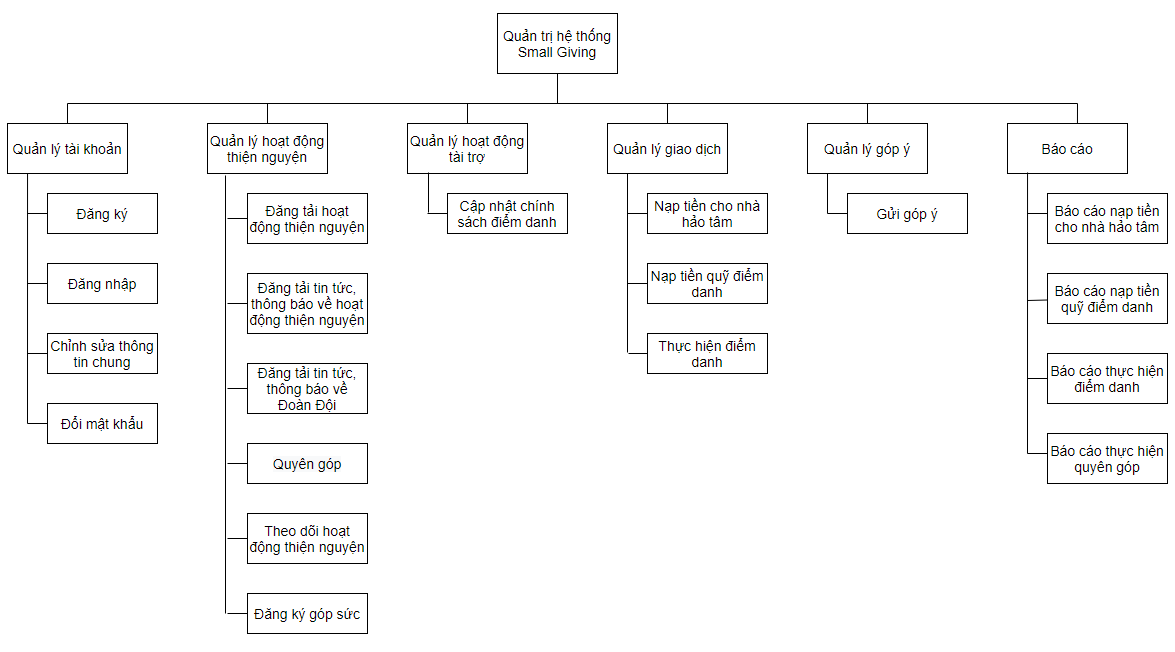 Quản trị hệ thống
Small Giving
Quản lý tài khoản
Đăng ký
Đăng nhập
Chỉnh sửa thông
tin chung
Đổi mật khẩu
Quản lý hoạt động
thiện nguyện
Đăng tải hoạt
động thiện nguyện
Đăng tải tin tức,
thông báo về hoạt
động thiện nguyện
Đăng tải tin tức,
thông báo về
Đoàn Đội
Quyên góp
Theo dõi hoạt
động thiện nguyện
Đăng ký góp sức
Quản lý hoạt động
tài trợ
Cập nhật chính
sách điểm danh
Quản lý giao dịch
Nạp tiền cho nhà
hảo tâm
Nạp tiền quỹ điểm
danh
Thực hiện điểm
danh
Quản lý góp ý
Gửi góp ý
Báo cáo
Báo cáo nạp tiền
cho nhà hảo tâm
Báo cáo nạp tiền
quỹ điểm danh
Báo cáo thực hiện
điểm danh
Báo cáo thực hiện
quyên góp